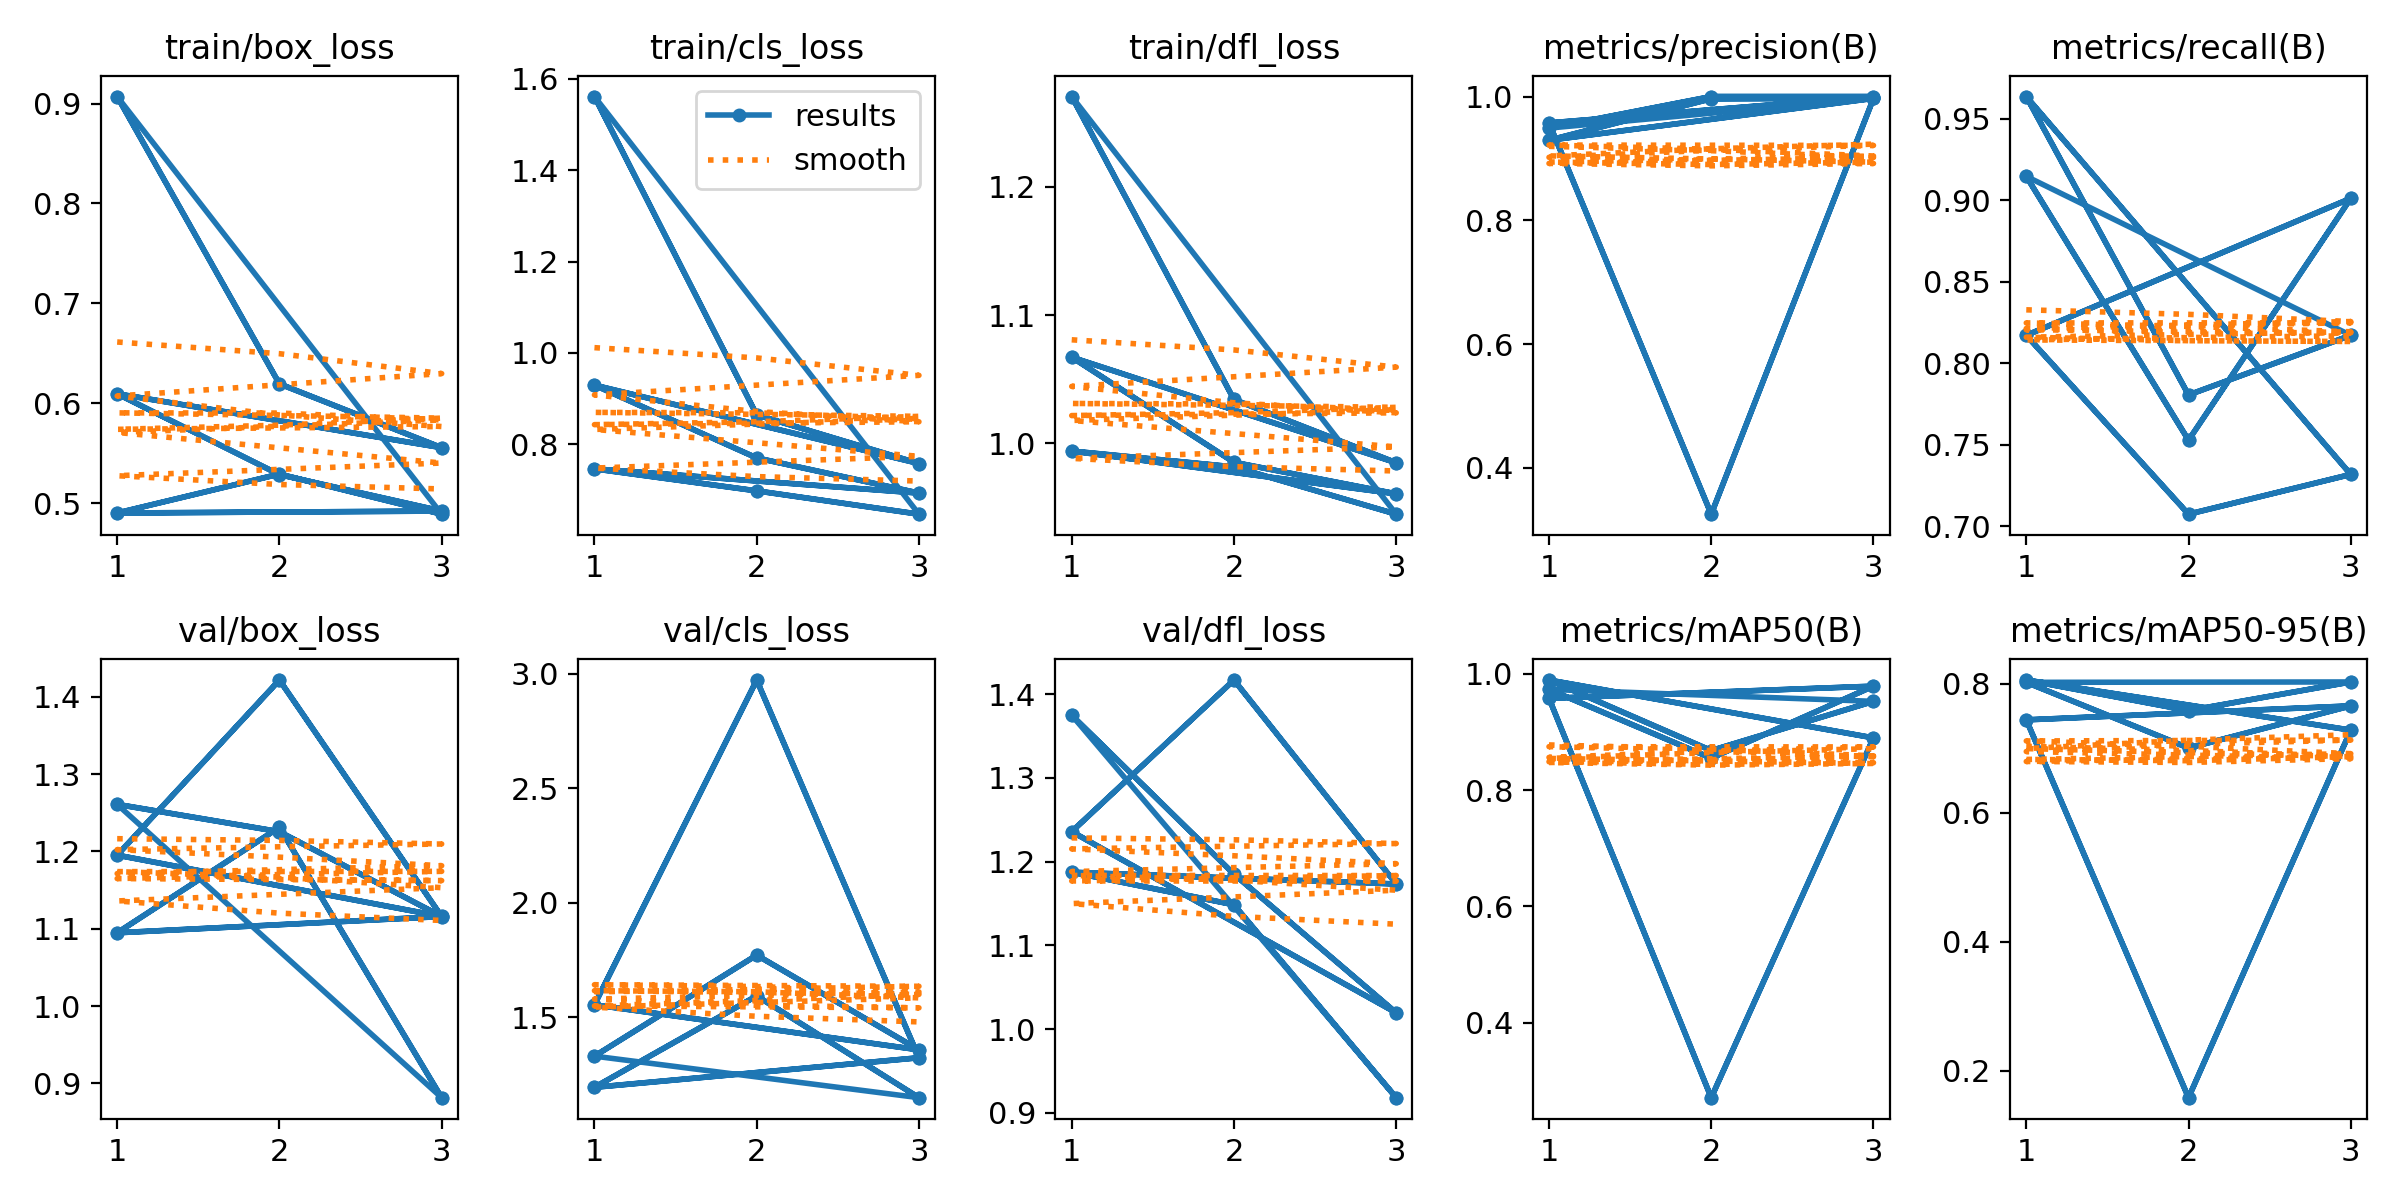 train/box_loss
train/cls_loss
train/dfl_loss
metrics/precision(B)
metrics/recall(B)
0.9
0.8
0.7
0.6
0.5
1 2 3
1.6
1.4
1.2
1.0
0.8
results
smooth
1 2 3
1.2
1.1
1.0
1 2 3
1.0
0.8
0.6
0.4
1 2 3
0.95
0.90
0.85
0.80
0.75
0.70
1 2 3
val/box_loss
val/cls_loss
val/dfl_loss
metrics/mAP50(B)
metrics/mAP50-95(B)
1.4
1.3
1.2
1.1
1.0
0.9
1 2 3
3.0
2.5
2.0
1.5
1 2 3
1.4
1.3
1.2
1.1
1.0
0.9
1 2 3
1.0
0.8
0.6
0.4
1 2 3
0.8
0.6
0.4
0.2
1 2 3